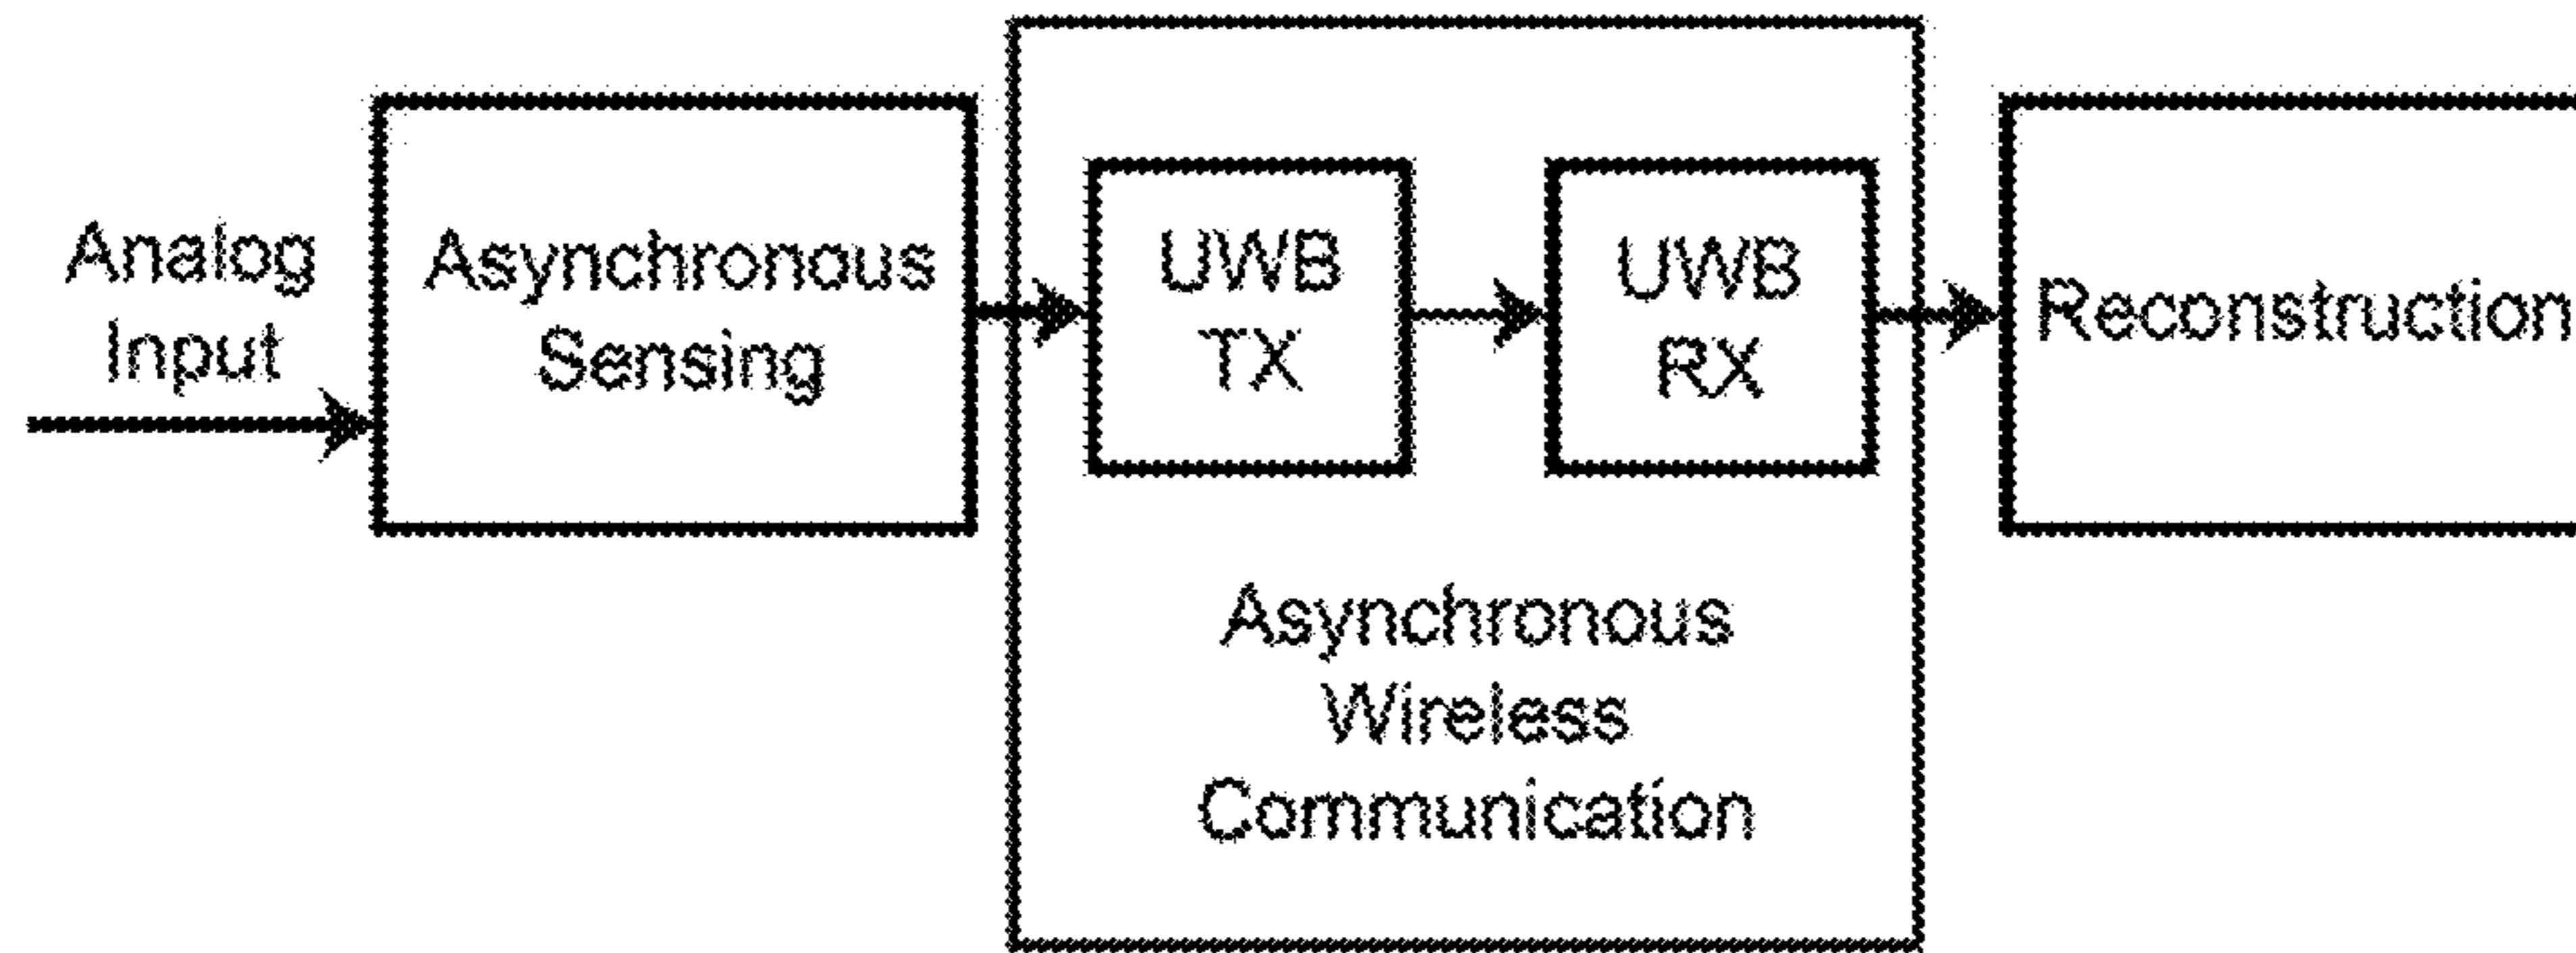 Analog
Input
Asynchronous
Sensing
UWB
TX
UWB
RX
Asynchronous
Wireless
Communication
Reconstruction